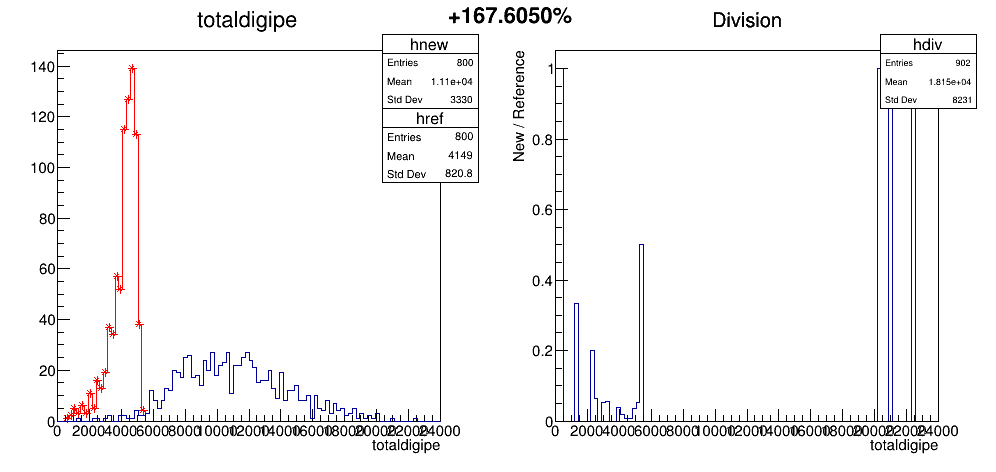 +167.6050%
totaldigipe
hnew
Entries 800
Mean 1.11e+04
Std Dev 3330
href
Entries 800
Mean 4149
Std Dev 820.8
140
120
100
80
60
40
20
0
0 2000 4000 6000 8000 10000 12000 14000 16000 18000 20000 22000 24000
totaldigipe
Division
hdiv
Entries 902
Mean 1.815e+04
Std Dev 8231
New / Reference
1
0.8
0.6
0.4
0.2
0
0 2000 4000 6000 8000 10000 12000 14000 16000 18000 20000 22000 24000
totaldigipe